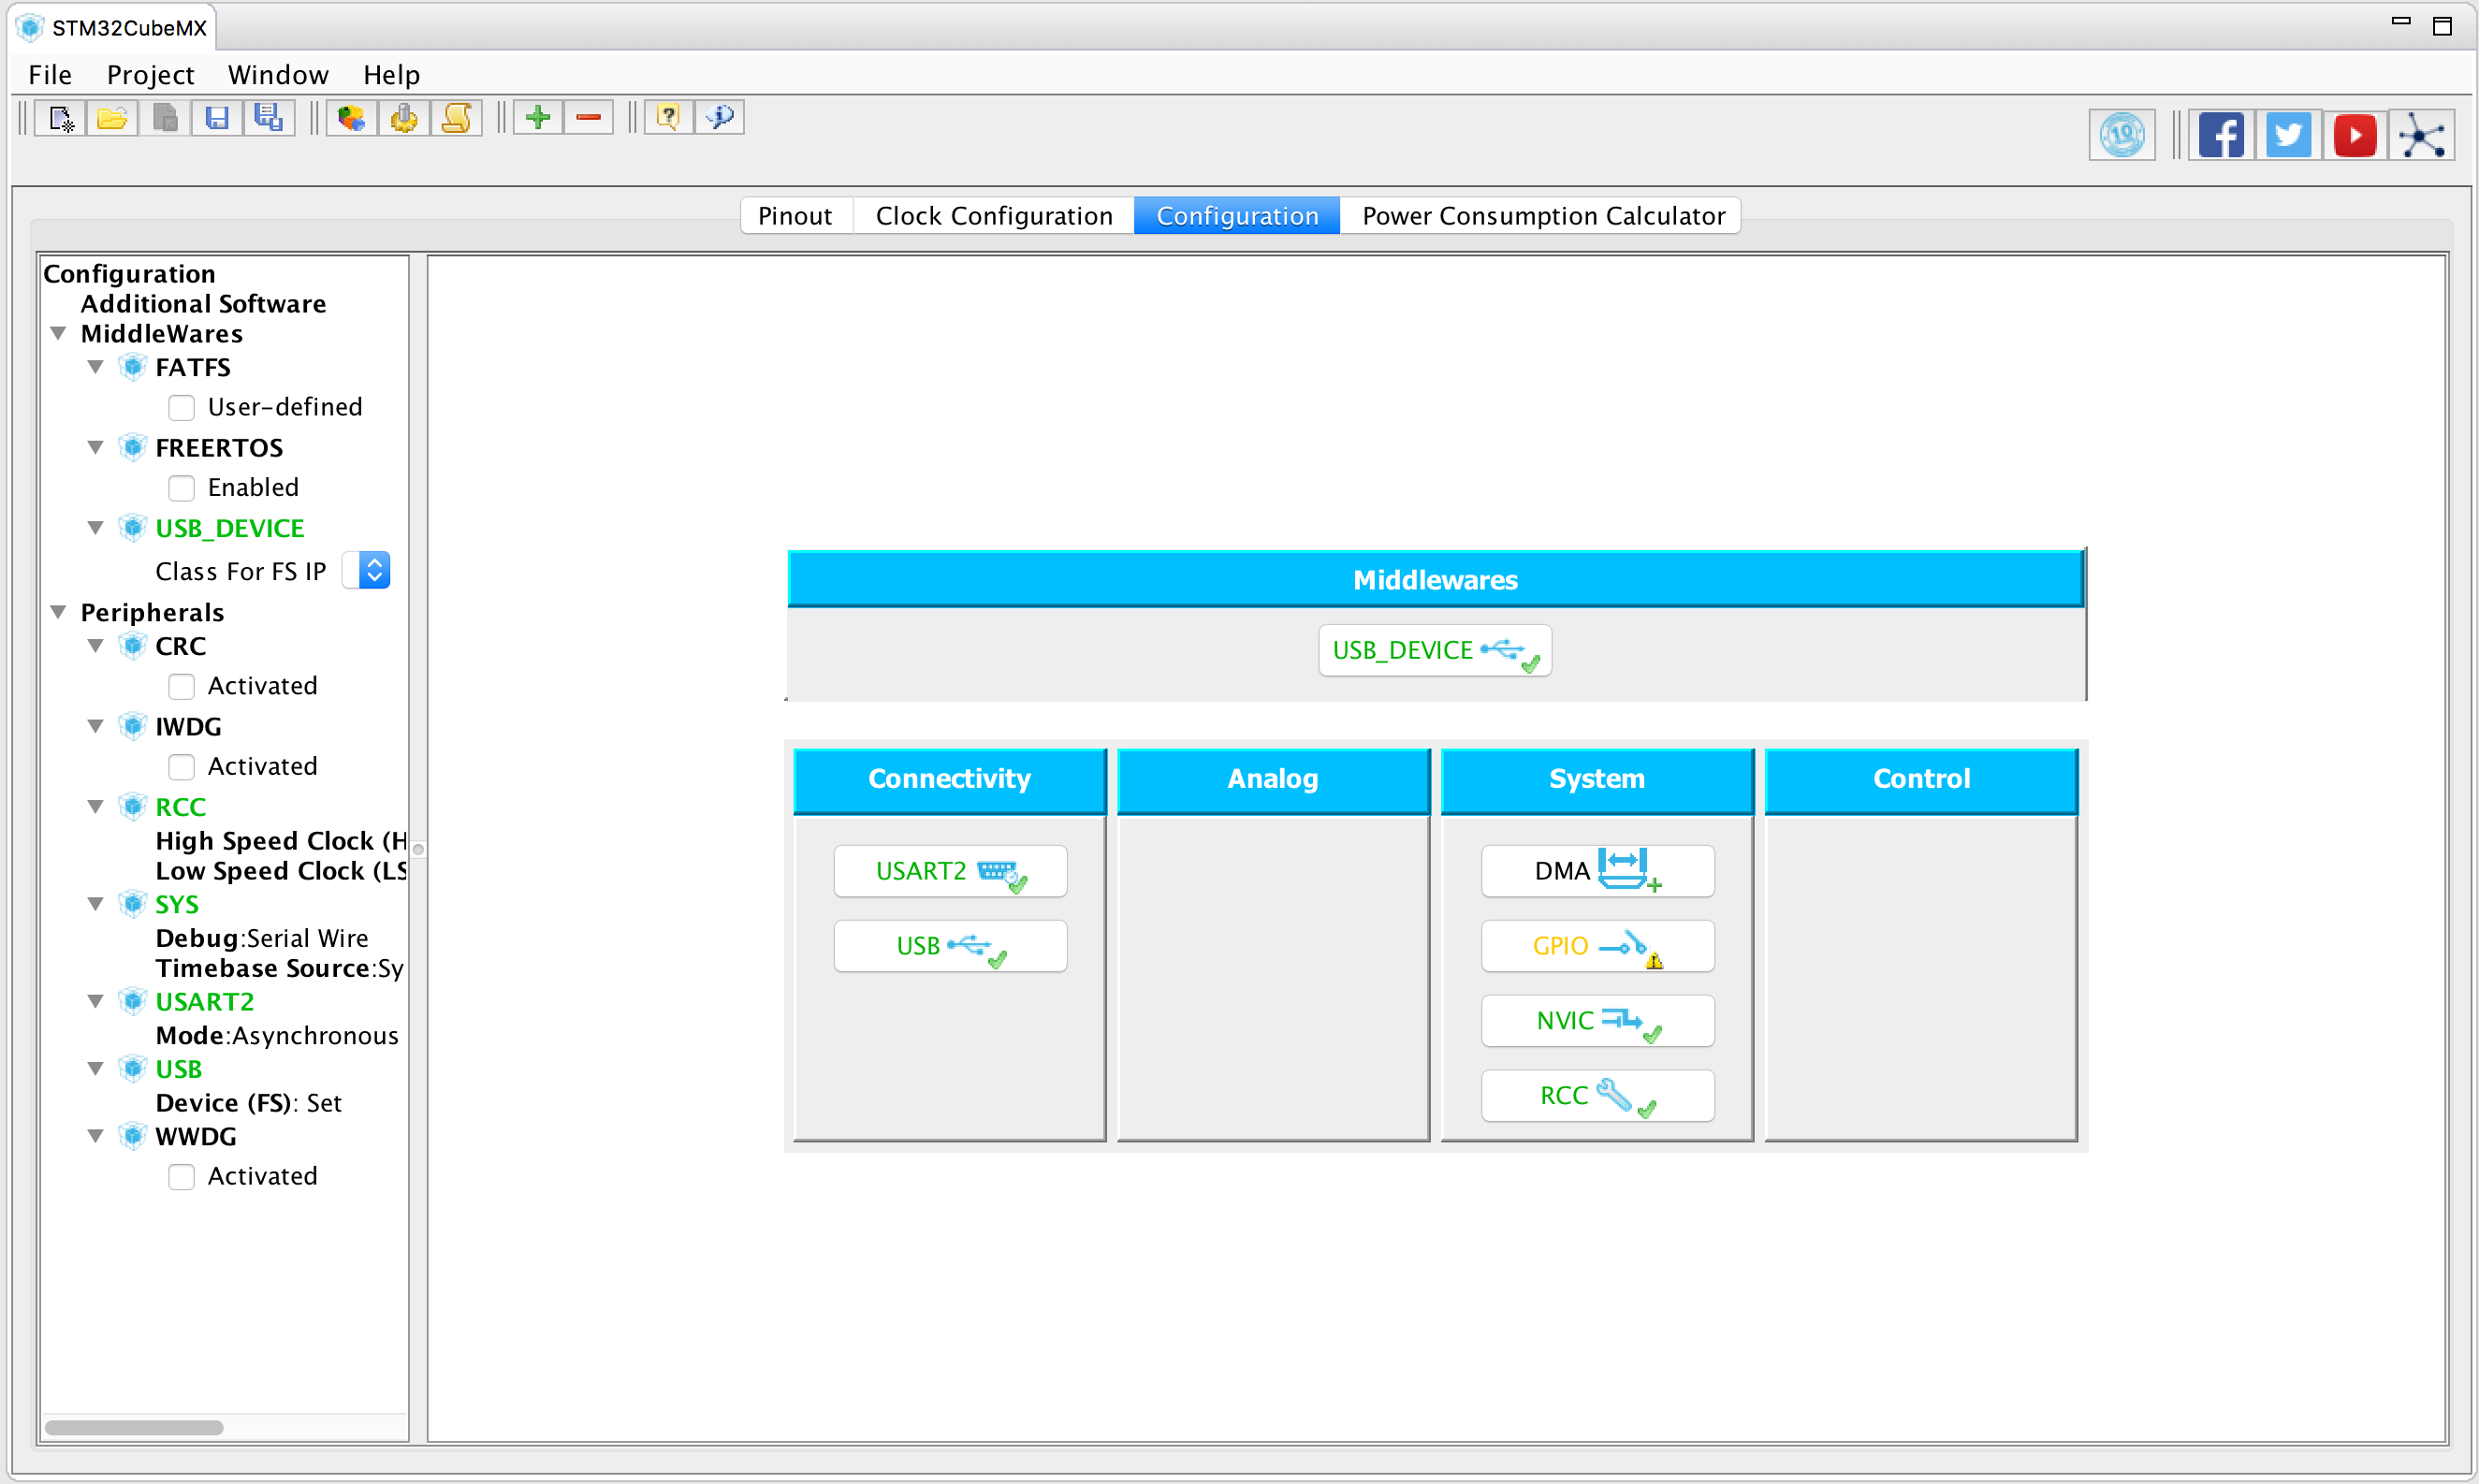 STM32CubeMX
File Project Window Help
10
Pinout Clock Configuration Configuration Power Consumption Calculator
Configuration
Additional Software
MiddleWares
FATFS
User-defined
FREERTOS
Enabled
USB_DEVICE
Class For FS IP
Peripherals
CRC
Activated
IWDG
Activated
RCC
High Speed Clock (H
Low Speed Clock (LS
SYS
Debug:Serial Wire
Timebase Source:Sy
USART2
Mode:Asynchronous
USB
Device (FS): Set
WWDG
Activated
Middlewares
USB_DEVICE
Connectivity
USART2
USB
Analog
System
DMA
GPIO
NVIC
RCC
Control